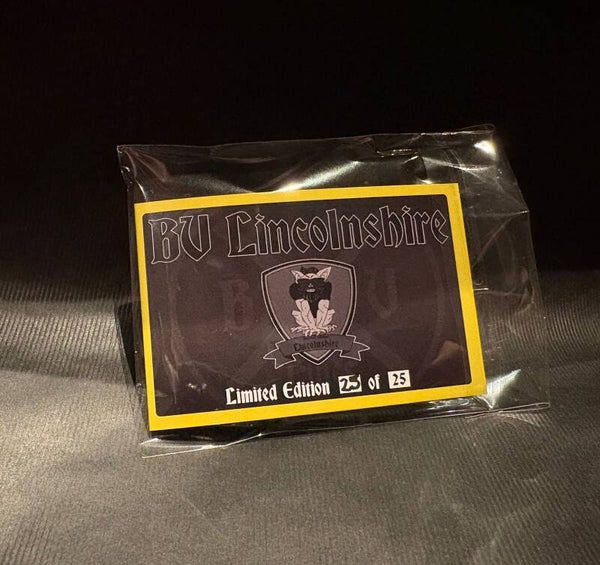 BV Lincolnshire
B V
Lincolnshire
Limited Edition 25 of 25